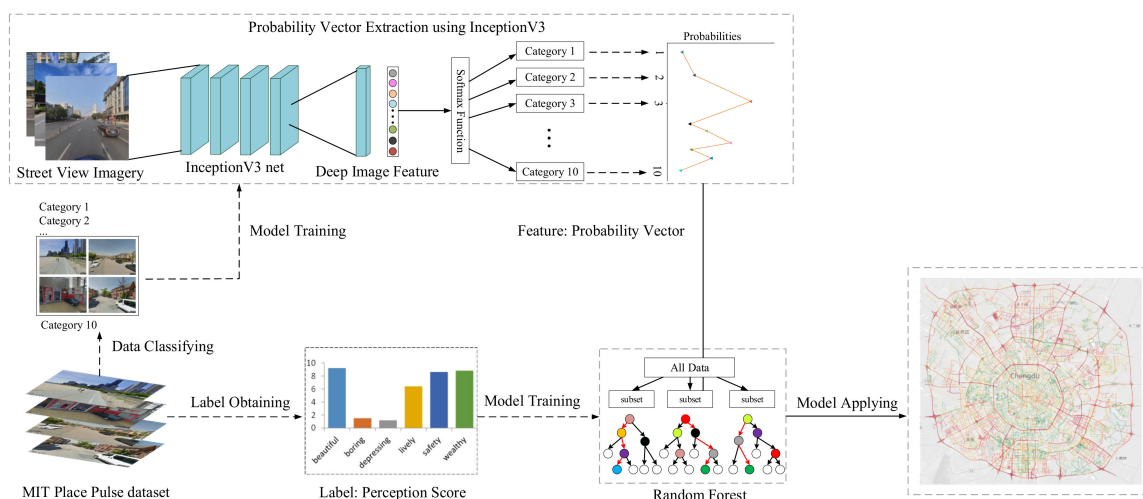 Probability Vector Extraction using InceptionV3
Probabilities
Category 1
Category 2
Category 3
Category 10
1
2
3
10
Softmax Function
Street View Imagery
InceptionV3 net
Deep Image Feature
Category 1
Category 2
...
Category 10
Model Training
Feature: Probability Vector
Data Classifying
MIT Place Pulse dataset
Label Obtaining
10
8
6
4
2
0
beautiful
boring
depressing
lively
safety
wealthy
Label: Perception Score
Model Training
All Data
subset
subset
subset
Random Forest
Model Applying
Chengdu